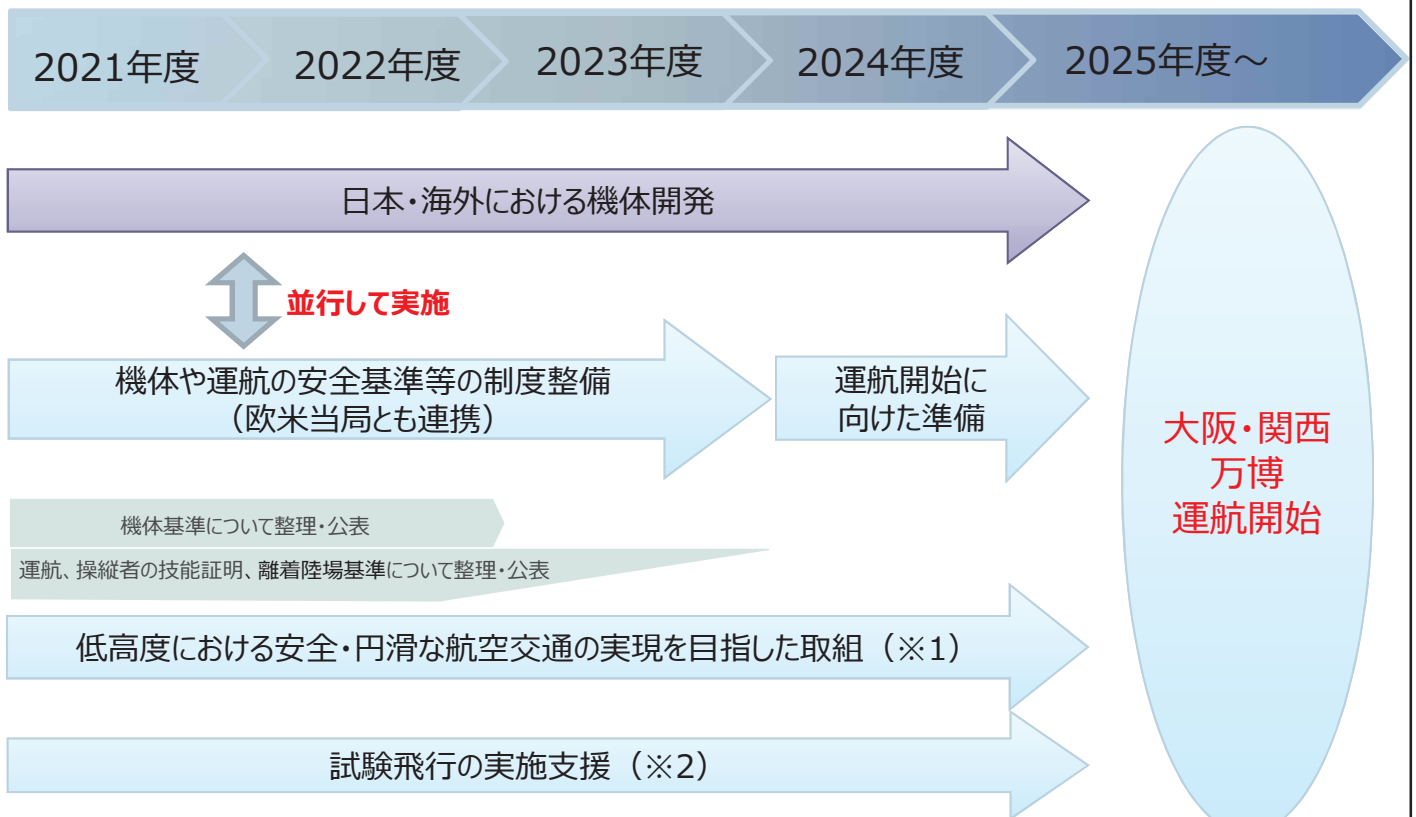 2021年度
2022年度
2023年度
2024年度
2025年度～
日本・海外における機体開発
並行して実施
機体や運航の安全基準等の制度整備
（欧米当局とも連携）
運航開始に
向けた準備
大阪・関西
万博
運航開始
機体基準について整理・公表
運航、操縦者の技能証明、離着陸場基準について整理・公表
低高度における安全・円滑な航空交通の実現を目指した取組（※1）
試験飛行の実施支援（※2）